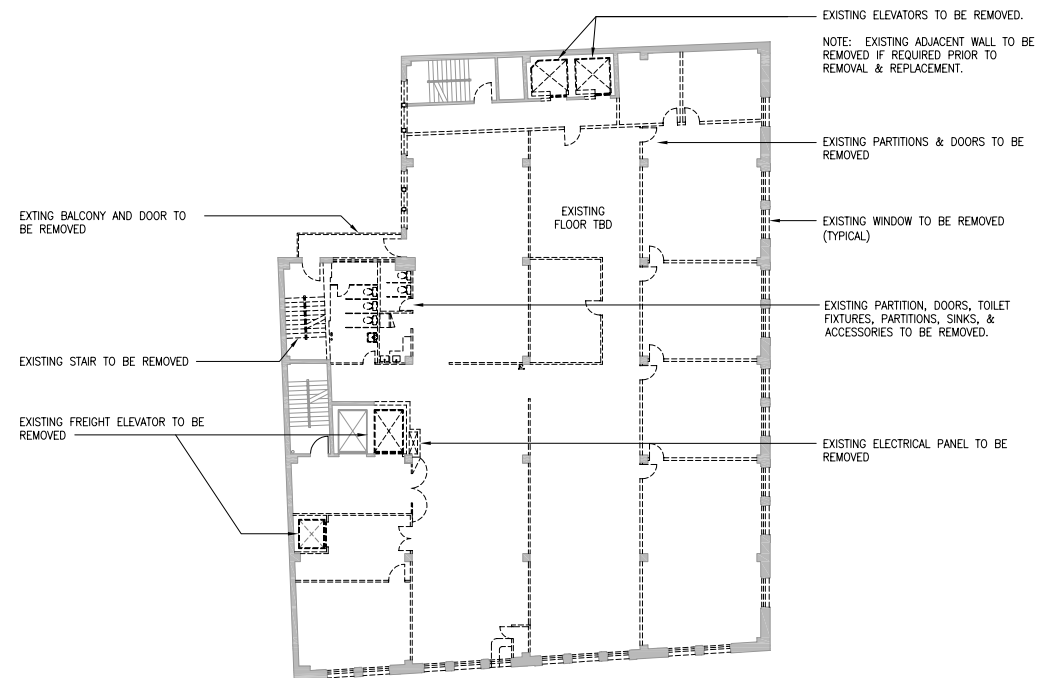 EXISTING ELEVATORS TO BE REMOVED.
NOTE: EXISTING ADJACENT WALL TO BE
REMOVED IF REQUIRED PRIOR TO
REMOVAL & REPLACEMENT.
EXISTING PARTITIONS & DOORS TO BE
REMOVED
EXTING BALCONY AND DOOR TO
BE REMOVED
EXISTING
FLOOR TBD
EXISTING WINDOW TO BE REMOVED
(TYPICAL)
EXISTING PARTITION, DOORS, TOILET
FIXTURES, PARTITIONS, SINKS, &
ACCESSORIES TO BE REMOVED.
EXISTING STAIR TO BE REMOVED
EXISTING FREIGHT ELEVATOR TO BE
REMOVED
EXISTING ELECTRICAL PANEL TO BE
REMOVED